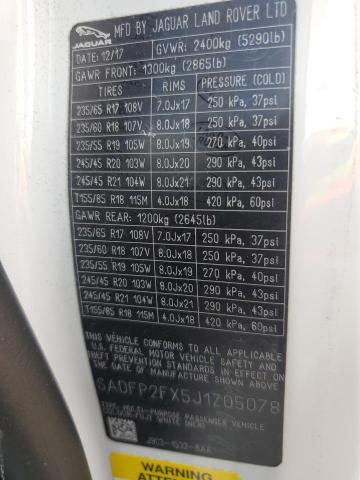 JAGUAR
MFD BY JAGUAR LAND ROVER LTD
DATE: 12/17 GVWR: 2400kg (5290lb)
GAWR FRONT: 1300kg (2865lb)
TIRES RIMS PRESSURE (COLD)
235/65 R17 108V 7.0Jx17 250 kPa, 37psi
235/60 R18 107V 8.0Jx18 250 kPa, 37psi
235/55 R19 105W 8.0Jx19 270 kPa, 40psi
245/45 R20 103W 8.0Jx20 290 kPa, 43psi
245/45 R21 104W 8.0Jx21 290 kPa, 43psi
T155/85 R18 115M 4.0Jx18 420 kPa, 60psi
GAWR REAR: 1200kg (2645lb)
235/65 R17 108V 7.0Jx17 250 kPa, 37psi
235/60 R18 107V 8.0Jx18 250 kPa, 37psi
235/55 R19 105W 8.0Jx19 270 kPa, 40psi
245/45 R20 103W 8.0Jx20 290 kPa, 43psi
245/45 R21 104W 8.0Jx21 290 kPa, 43psi
T155/85 R18 115M 4.0Jx18 420 kPa, 60psi
THIS VEHICLE CONFORMS TO ALL APPLICABLE
U.S. FEDERAL MOTOR VEHICLE SAFETY AND
THEFT PREVENTION STANDARDS IN EFFECT ON
THE DATE OF MANUFACTURE SHOWN ABOVE.
SADFP2FX5J1Z05078
TYPE: MULTI-PURPOSE PASSENGER VEHICLE
WHITE